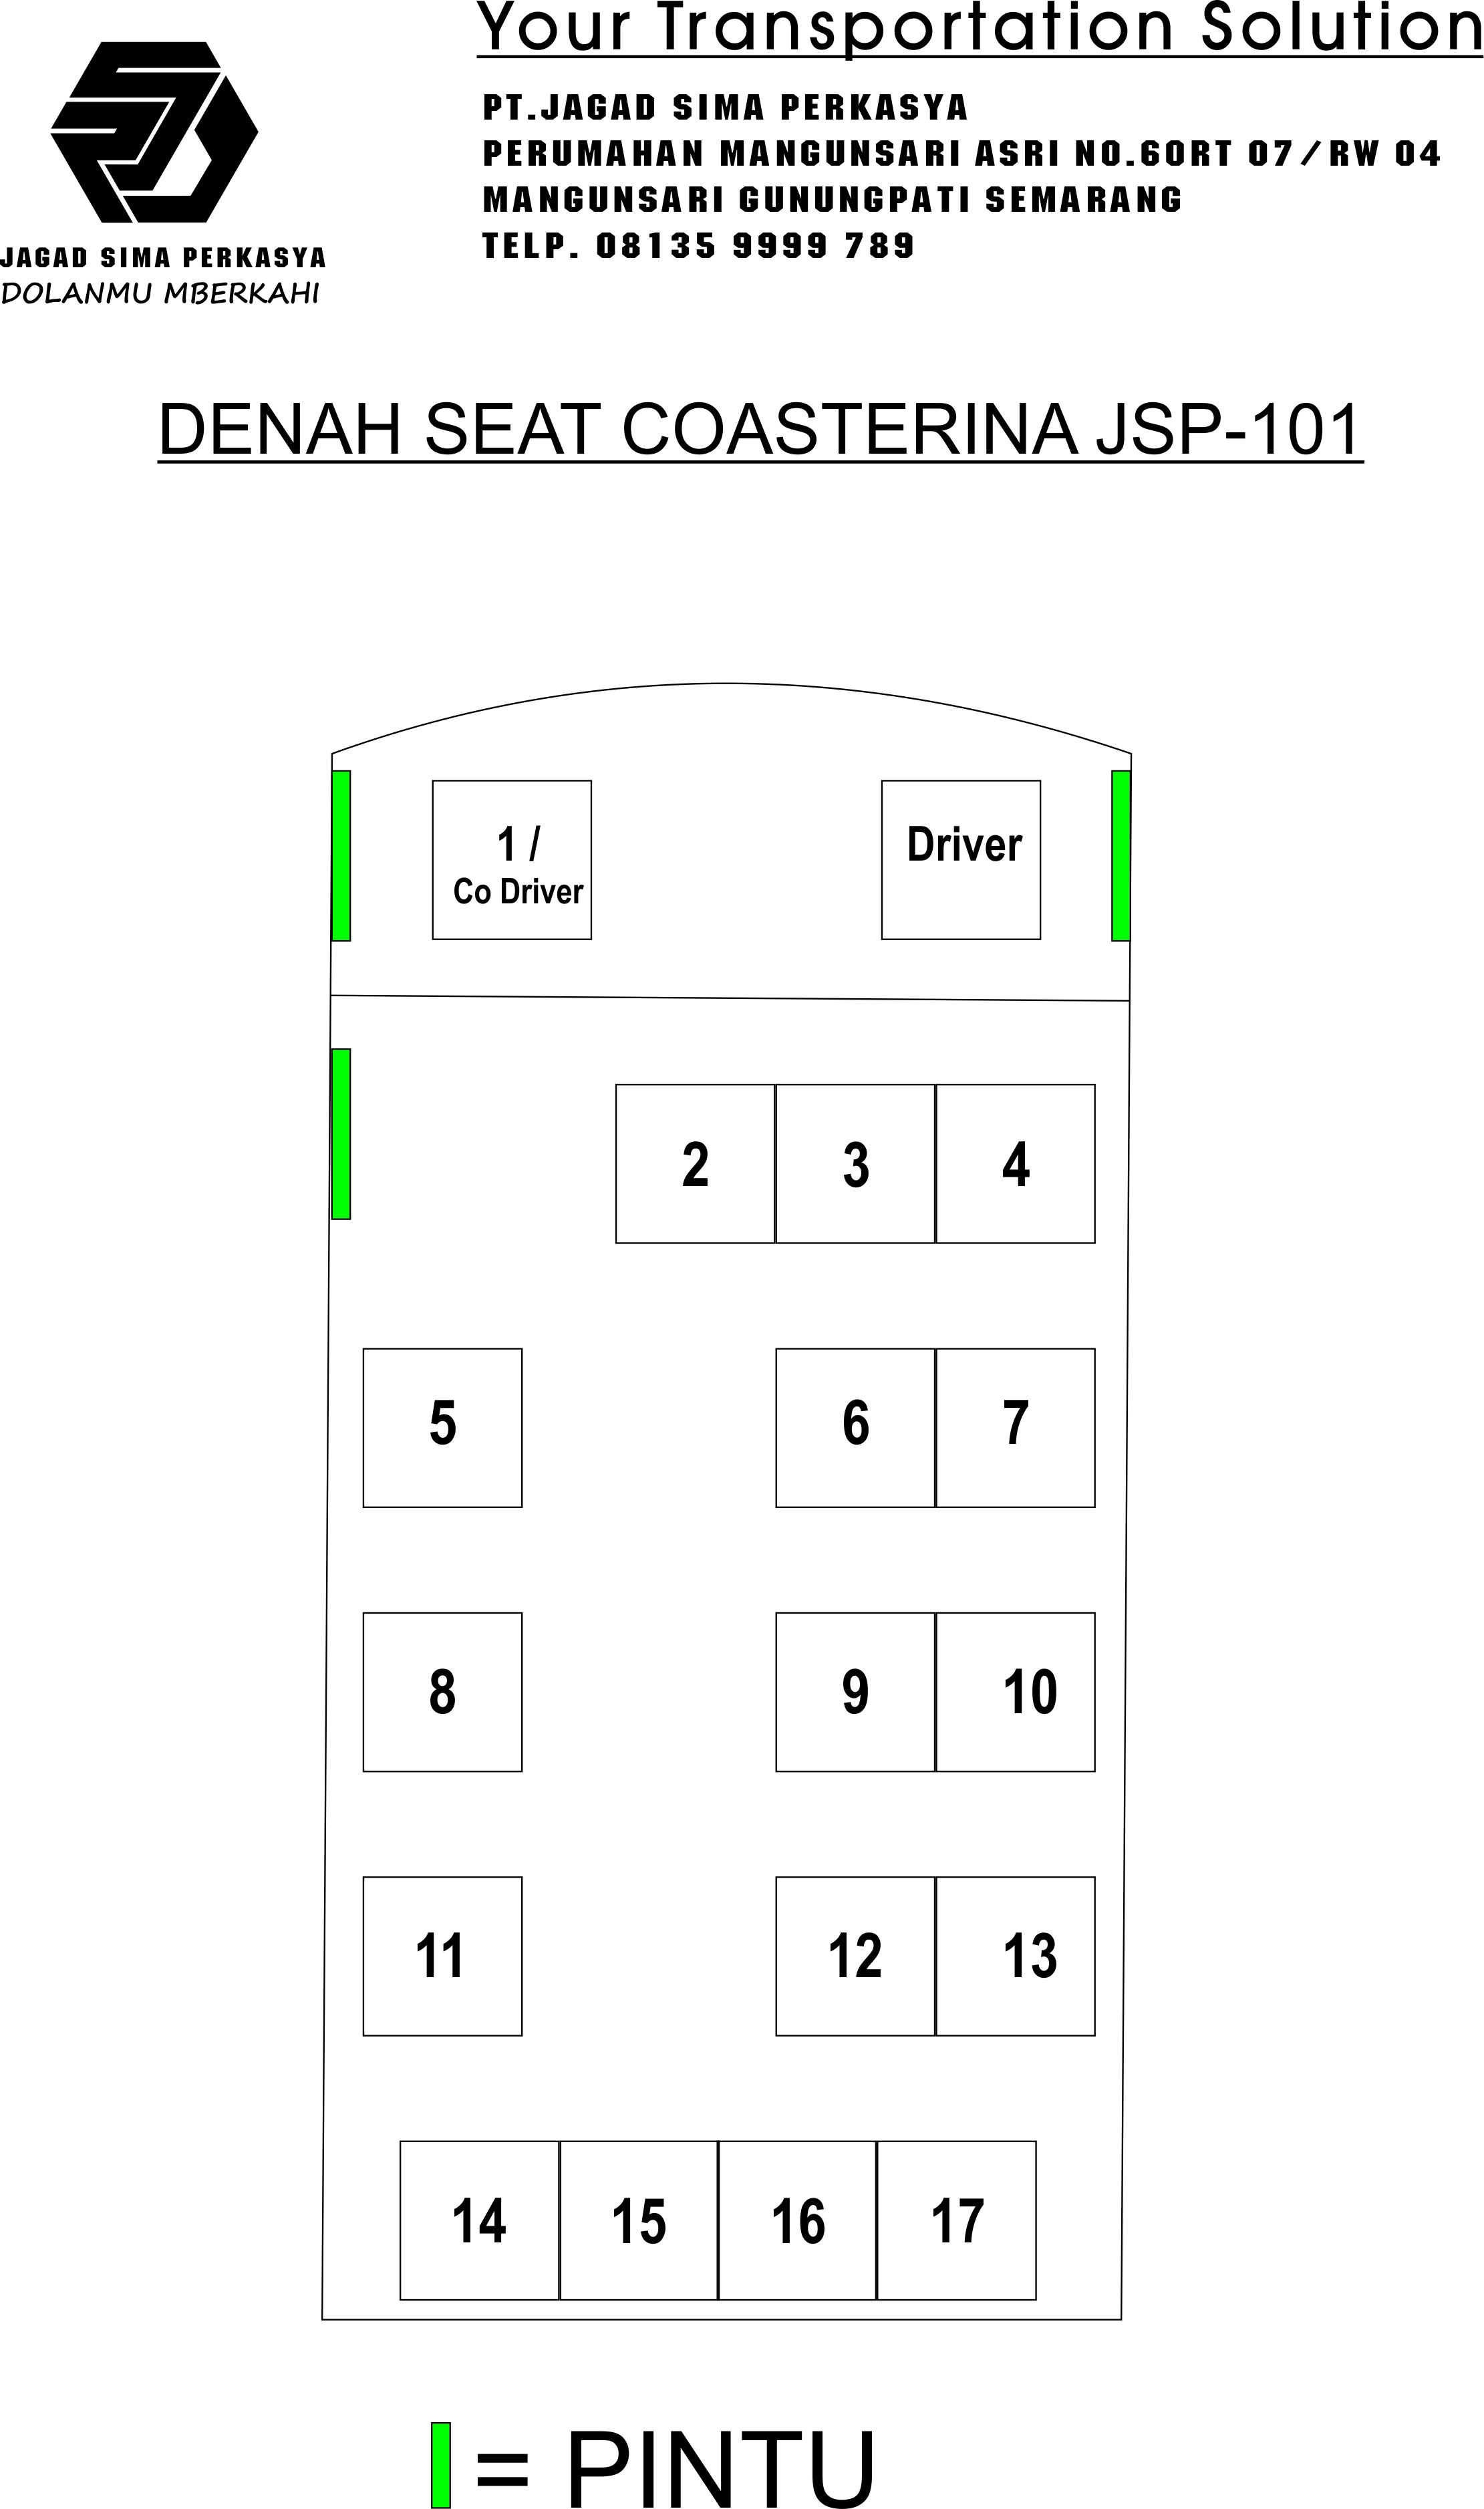 Your Transportation Solution
PT.JAGAD SIMA PERKASYA
PERUMAHAN MANGUNSARI ASRI NO.6ORT 07/RW 04
MANGUNSARI GUNUNGPATI SEMARANG
TELP. 08135 9999 789
JAGAD SIMA PERKASYA
DOLANMU MBERKAHI
DENAH SEAT COASTERINA JSP-101
1 /
Co Driver
Driver
2 3 4
5 6 7
8 9 10
11 12 13
14 15 16 17
= PINTU